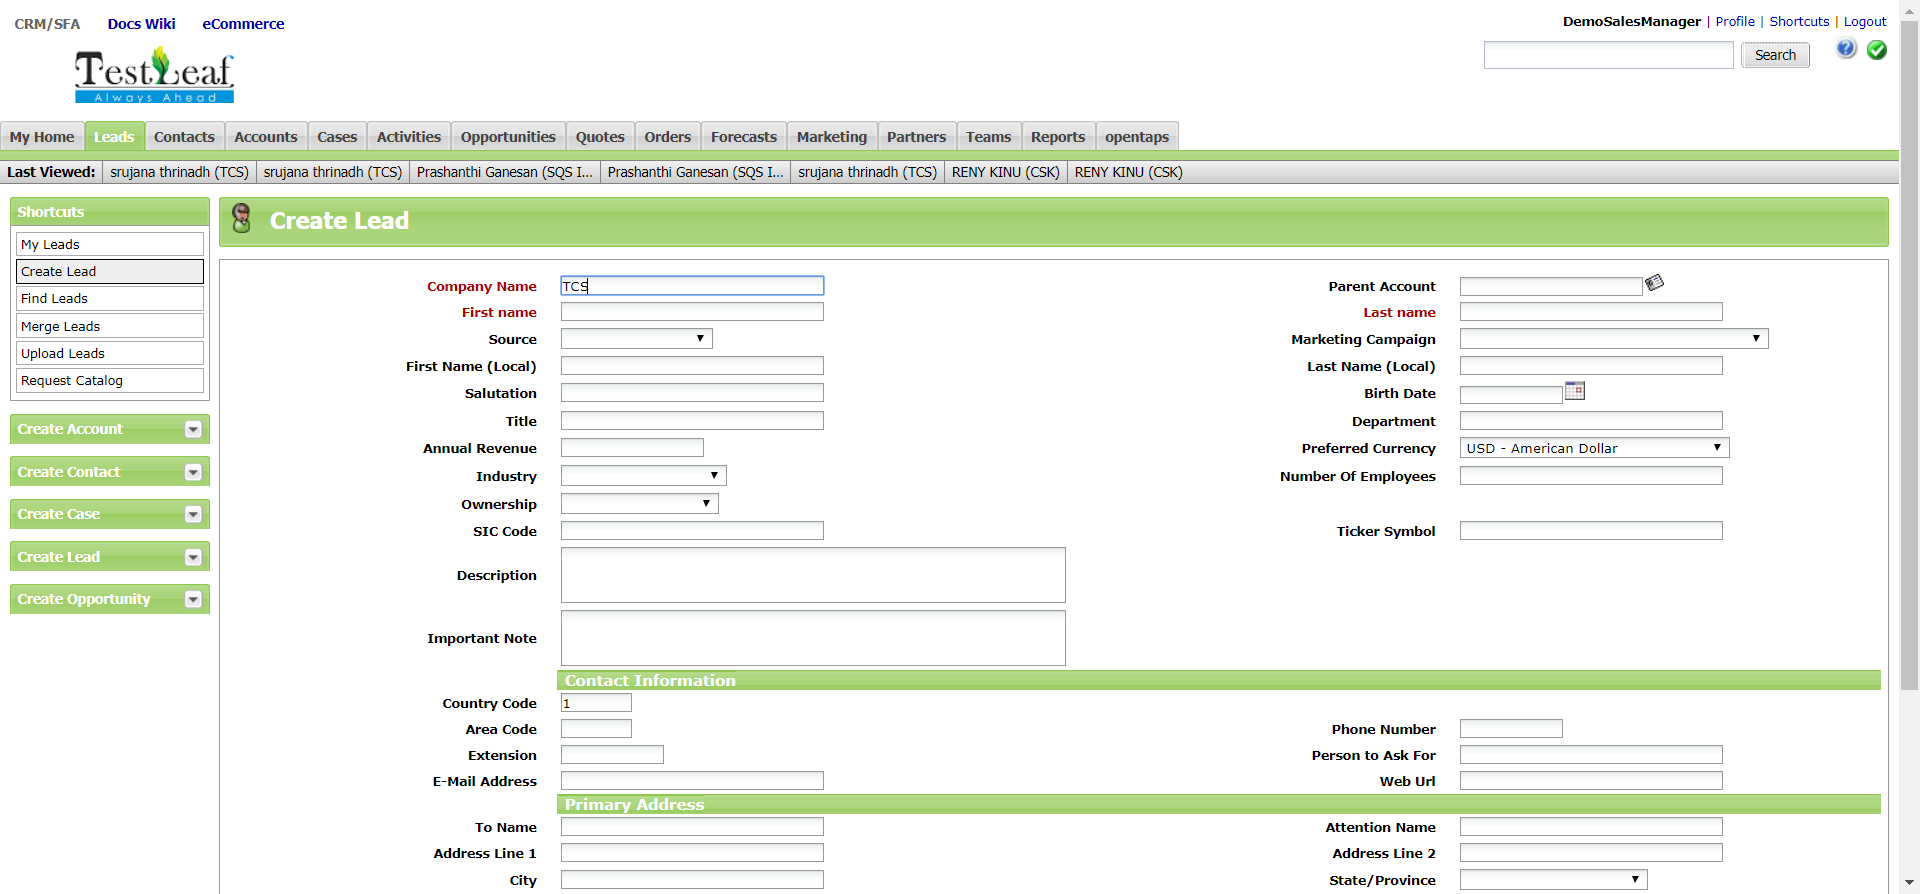 CRM/SFA Docs Wiki eCommerce
DemoSalesManager | Profile | Shortcuts | Logout
Search
TestLeaf
Always Ahead
My Home Leads Contacts Accounts Cases Activities Opportunities Quotes Orders Forecasts Marketing Partners Teams Reports opentaps
Last Viewed: srujana thrinadh (TCS) srujana thrinadh (TCS) Prashanthi Ganesan (SQS I... Prashanthi Ganesan (SQS I... srujana thrinadh (TCS) RENY KINU (CSK) RENY KINU (CSK)
Shortcuts
My Leads
Create Lead
Find Leads
Merge Leads
Upload Leads
Request Catalog
Create Account
Create Contact
Create Case
Create Lead
Create Opportunity
Create Lead
Company Name TCS Parent Account
First name Last name
Source Marketing Campaign
First Name (Local) Last Name (Local)
Salutation Birth Date
Title Department
Annual Revenue Preferred Currency USD - American Dollar
Industry Number Of Employees
Ownership
SIC Code Ticker Symbol
Description
Important Note
Contact Information
Country Code 1
Area Code Phone Number
Extension Person to Ask For
E-Mail Address Web Url
Primary Address
To Name Attention Name
Address Line 1 Address Line 2
City State/Province